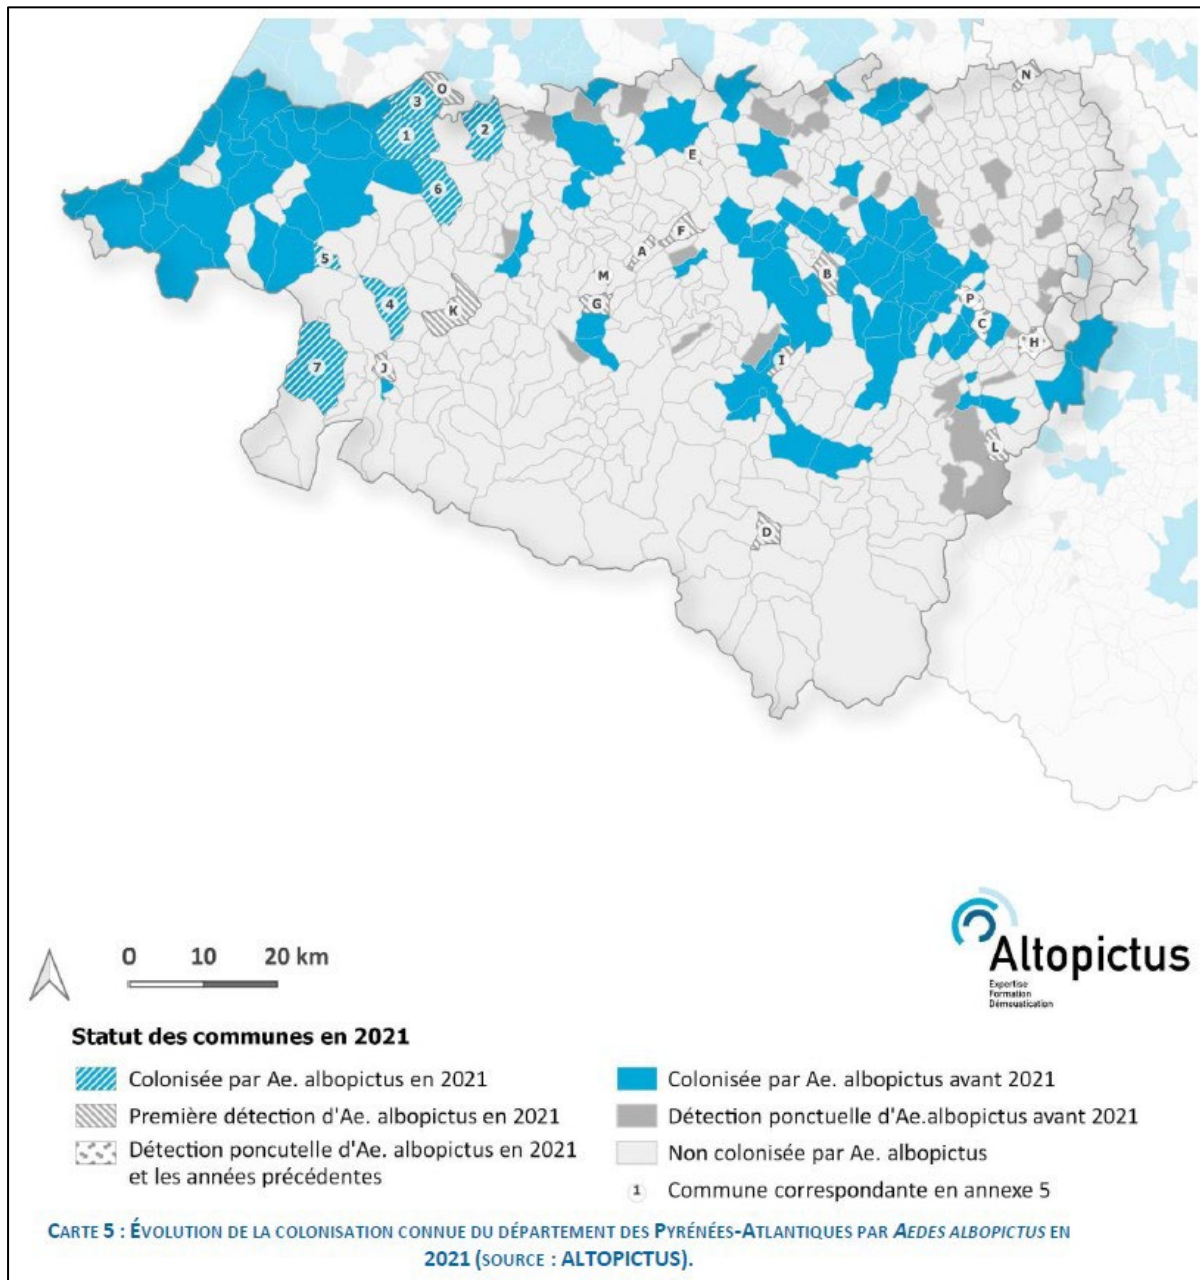 N
O
3
1
2
E
6
F
A
5
M
B
P
4
G
K
C
H
I
7
J
L
D
0 10 20 km
Altopictus
Expertise
Formation
Démoustication
Statut des communes en 2021
Colonisée par Ae. albopictus en 2021
Première détection d'Ae. albopictus en 2021
Détection poncutelle d'Ae. albopictus en 2021
et les années précédentes
Colonisée par Ae. albopictus avant 2021
Détection ponctuelle d'Ae.albopictus avant 2021
Non colonisée par Ae. albopictus
1 Commune correspondante en annexe 5
CARTE 5 : ÉVOLUTION DE LA COLONISATION CONNUE DU DÉPARTEMENT DES PYRÉNÉES-ATLANTIQUES PAR AEDES ALBOPICTUS EN
2021 (SOURCE : ALTOPICTUS).